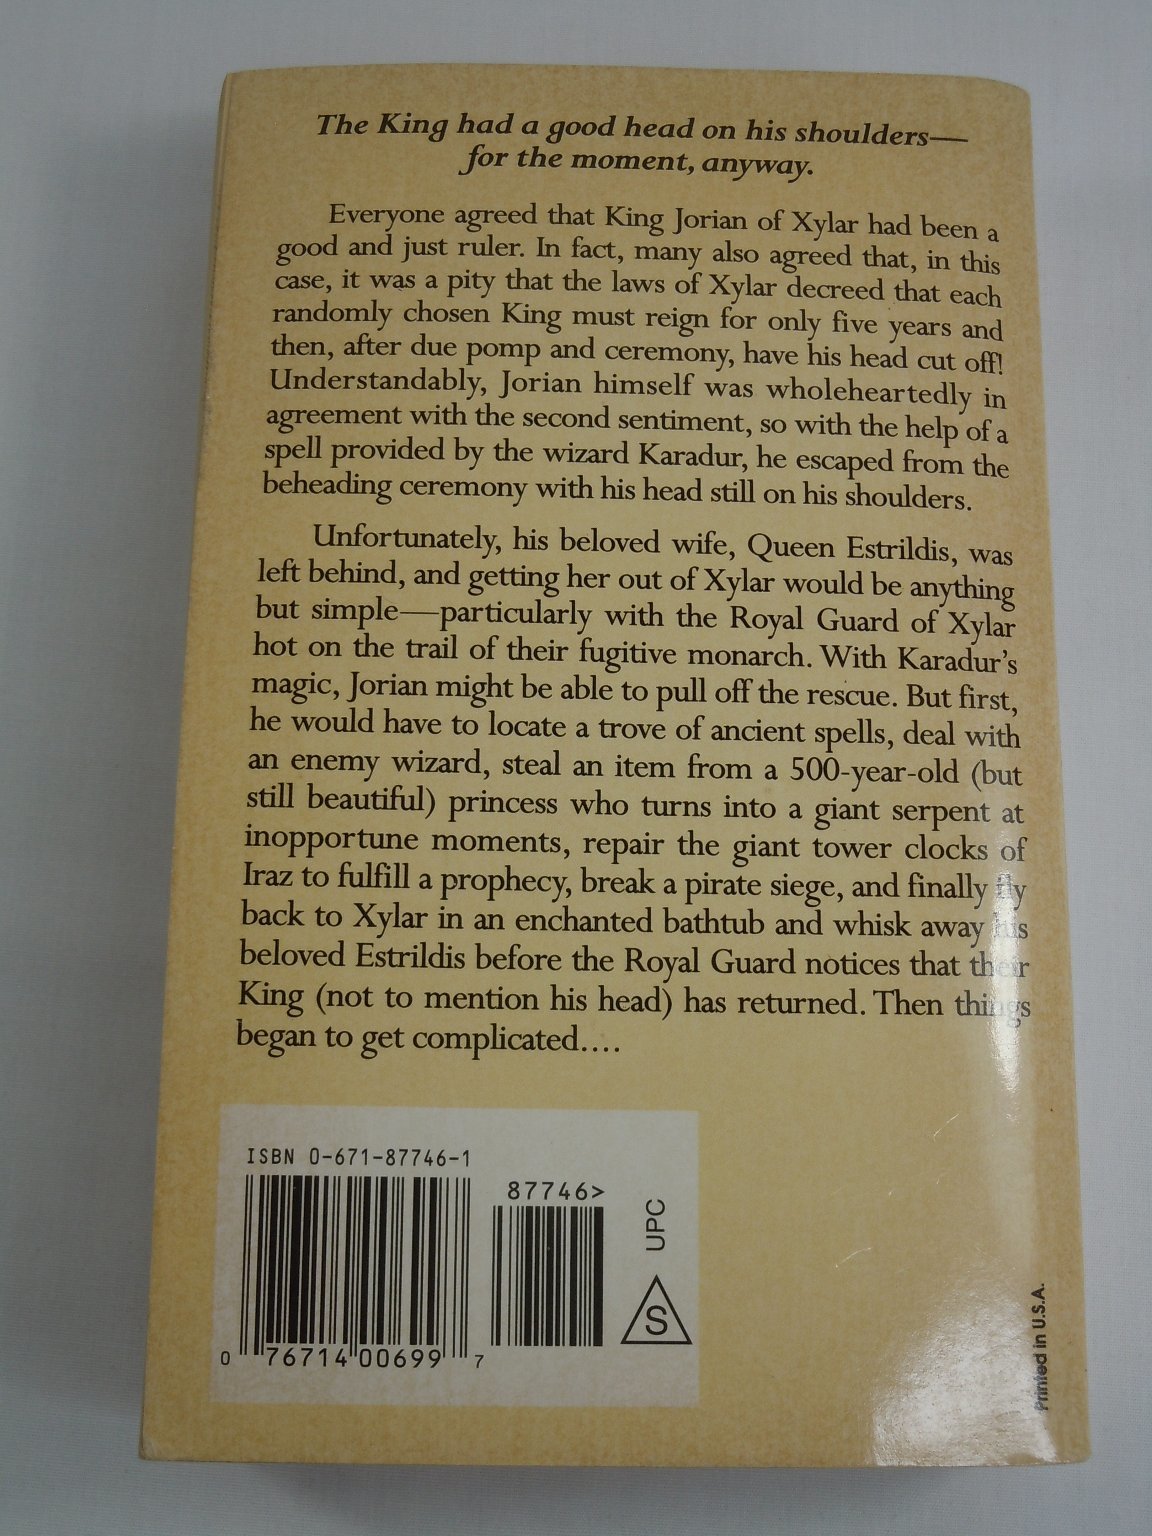 The King had a good head on his shoulders—
for the moment, anyway.
Everyone agreed that King Jorian of Xylar had been a
good and just ruler. In fact, many also agreed that, in this
case, it was a pity that the laws of Xylar decreed that each
randomly chosen King must reign for only five years and
then, after due pomp and ceremony, have his head cut off!
Understandably, Jorian himself was wholeheartedly in
agreement with the second sentiment, so with the help of a
spell provided by the wizard Karadur, he escaped from the
beheading ceremony with his head still on his shoulders.
Unfortunately, his beloved wife, Queen Estrildis, was
left behind, and getting her out of Xylar would be anything
but simple—particularly with the Royal Guard of Xylar
hot on the trail of their fugitive monarch. With Karadur's
magic, Jorian might be able to pull off the rescue. But first,
he would have to locate a trove of ancient spells, deal with
an enemy wizard, steal an item from a 500-year-old (but
still beautiful) princess who turns into a giant serpent at
inopportune moments, repair the giant tower clocks of
Iraz to fulfill a prophecy, break a pirate siege, and finally fly
back to Xylar in an enchanted bathtub and whisk away his
beloved Estrildis before the Royal Guard notices that their
King (not to mention his head) has returned. Then things
began to get complicated....
ISBN 0-671-87746-1
87746>
UPC
S
0 76714 00699 7
Printed in U.S.A.